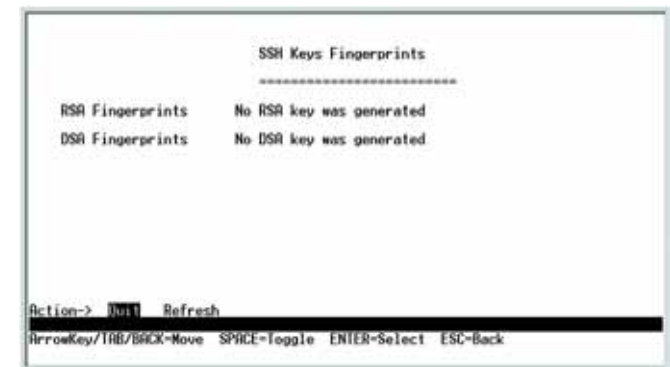 SSH Keys Fingerprints
=========================
RSA Fingerprints No RSA key was generated
DSA Fingerprints No DSA key was generated
Action-> Quit Refresh
ArrowKey/TAB/BACK=Move SPACE=Toggle ENTER=Select ESC=Back